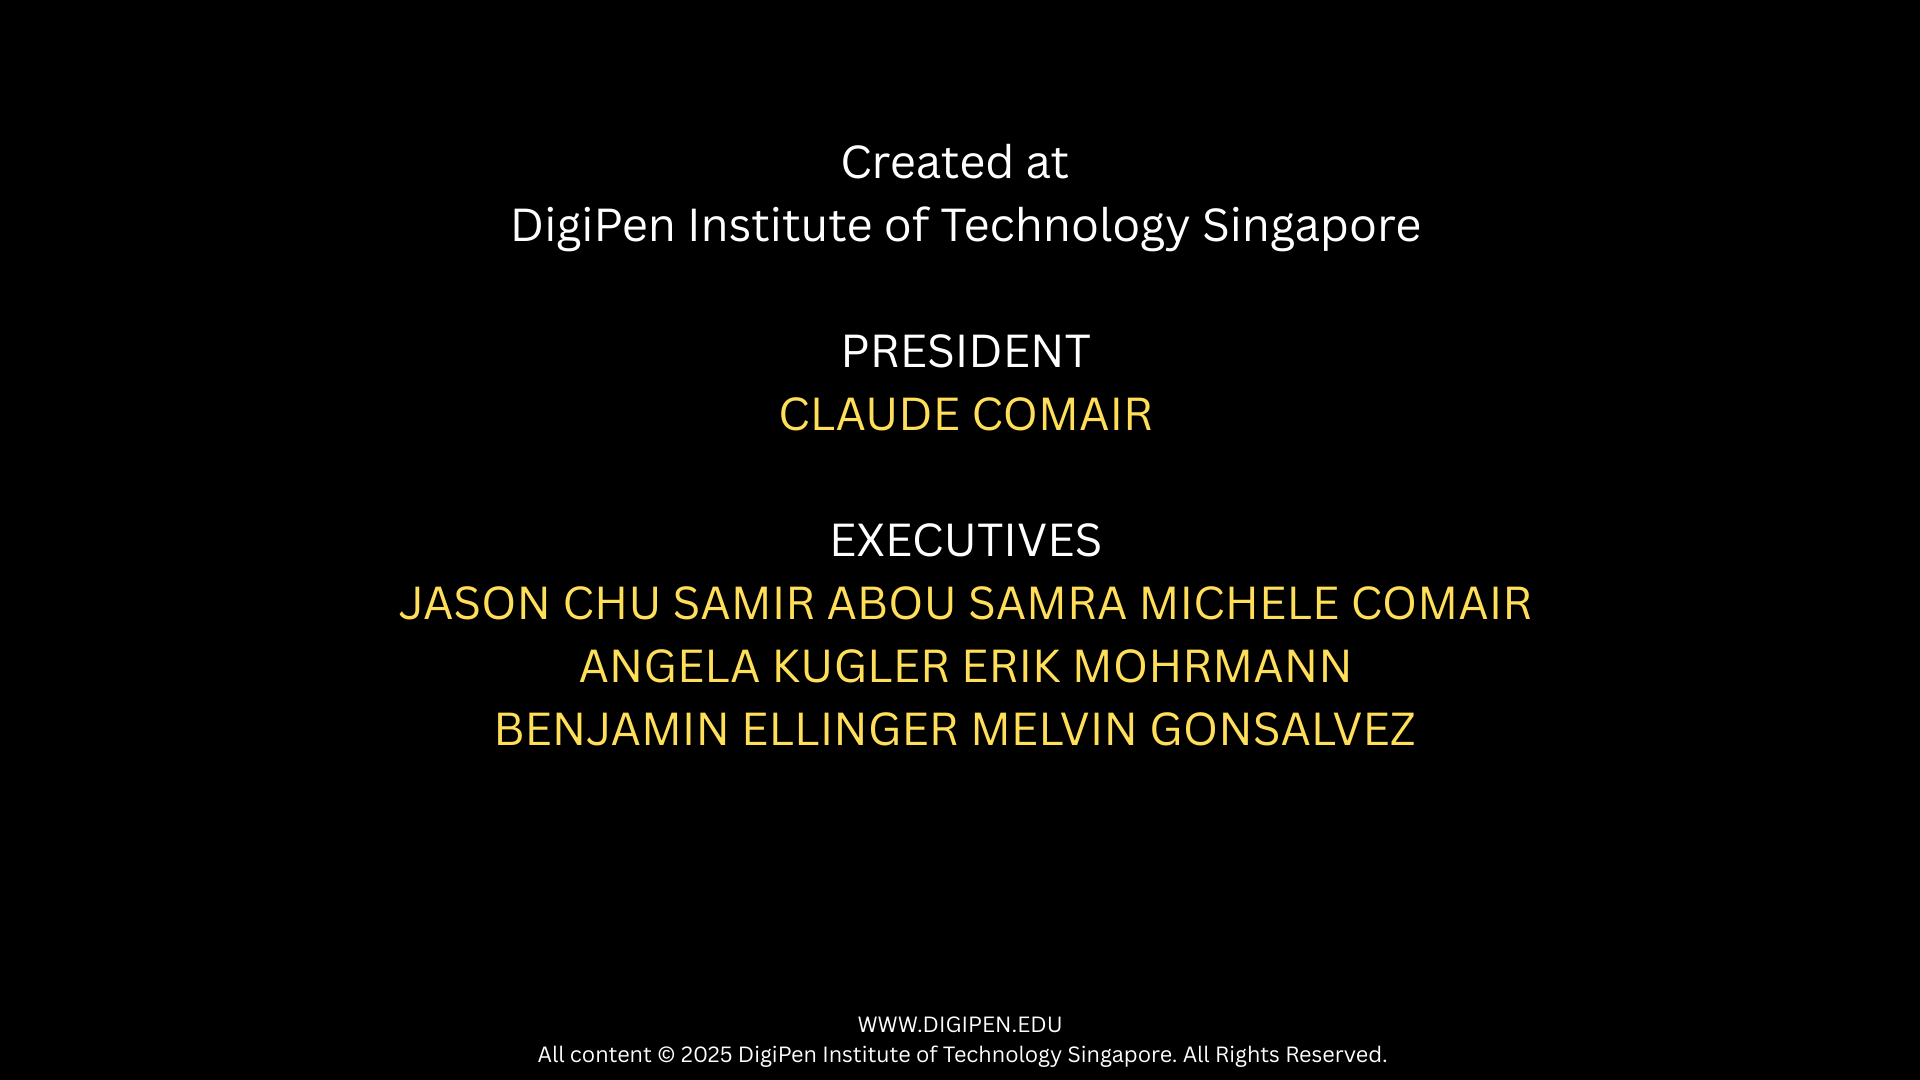 Created at
DigiPen Institute of Technology Singapore
PRESIDENT
CLAUDE COMAIR
EXECUTIVES
JASON CHU SAMIR ABOU SAMRA MICHELE COMAIR
ANGELA KUGLER ERIK MOHRMANN
BENJAMIN ELLINGER MELVIN GONSALVEZ
WWW.DIGIPEN.EDU
All content © 2025 DigiPen Institute of Technology Singapore. All Rights Reserved.